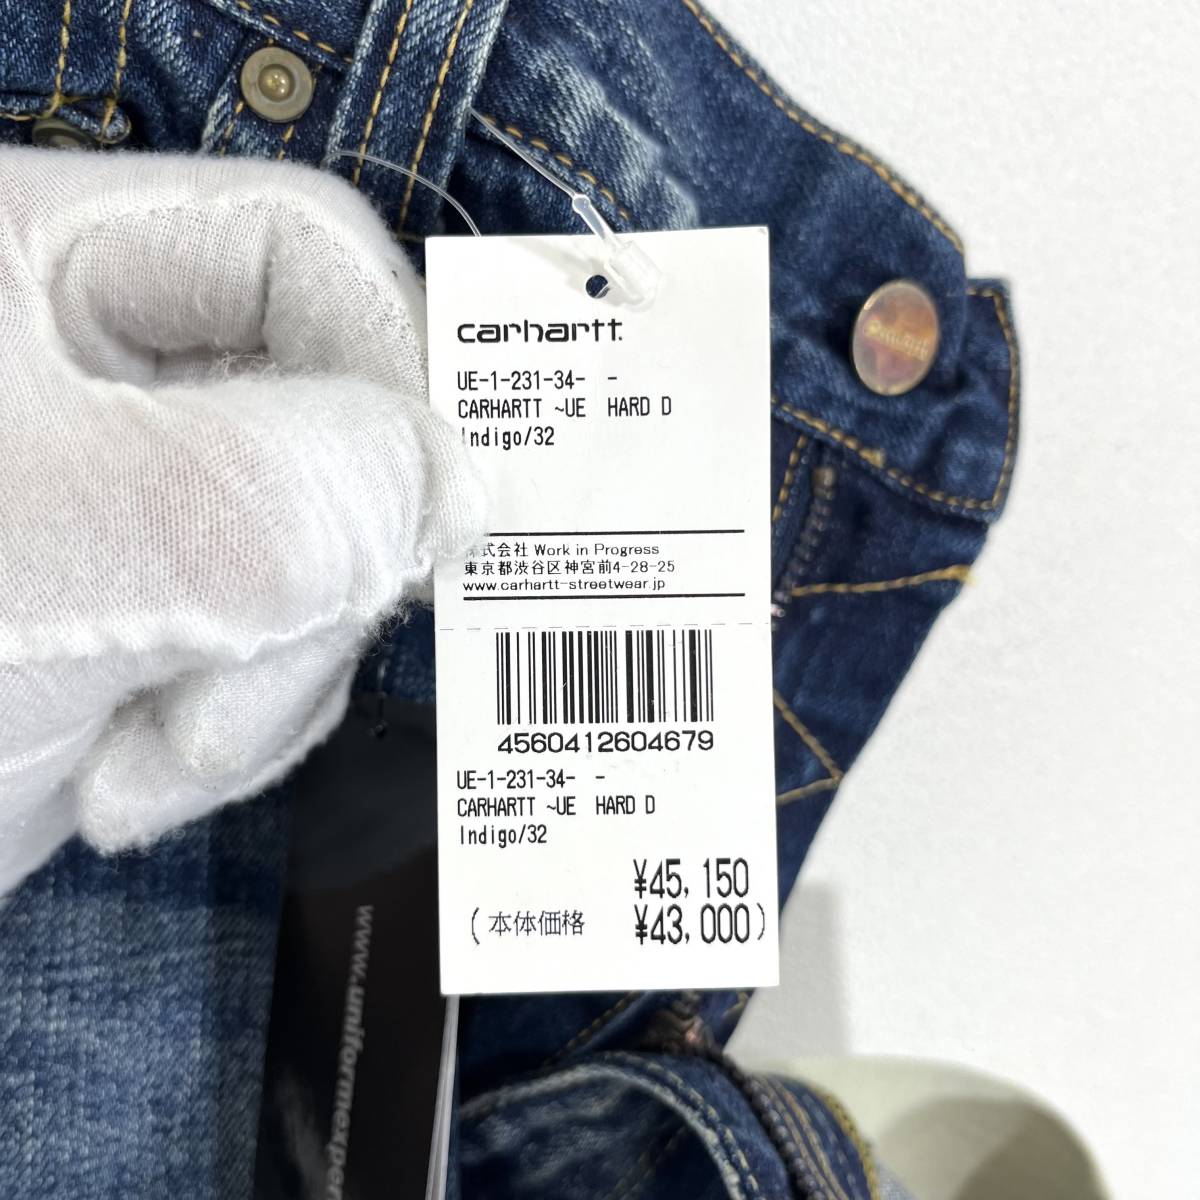 carhartt.
UE-1-231-34- -
CARHARTT ~UE HARD D
Indigo/32
式会社 Work in Progress
東京都渋谷区神宮前4-28-25
www.carhartt-streetwear.jp
4560412604679
UE-1-231-34- -
CARHARTT ~UE HARD D
Indigo/32
¥45,150
(本体価格 ¥43,000)
www.uniformexper